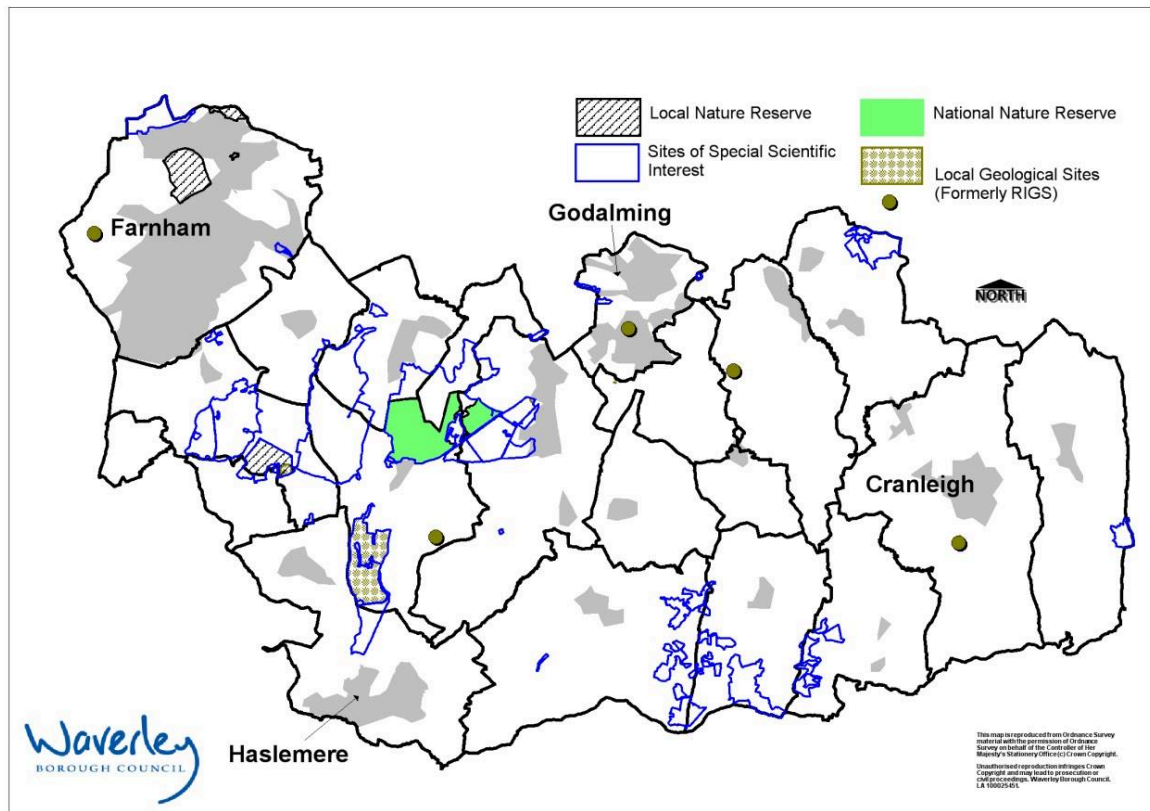 Local Nature Reserve
National Nature Reserve
Sites of Special Scientific
Interest
Local Geological Sites
(Formerly RIGS)
Godalming
Farnham
NORTH
Cranleigh
Haslemere
Waverley
BOROUGH COUNCIL
This map is reproduced from Ordnance Survey
material with the permission of Ordnance
Survey on behalf of the Controller of Her
Majesty's Stationery Office (c) Crown Copyright.
Unauthorised reproduction infringes Crown
Copyright and may lead to prosecution or
civil proceedings. Waverley Borough Council.
LA 100025451.